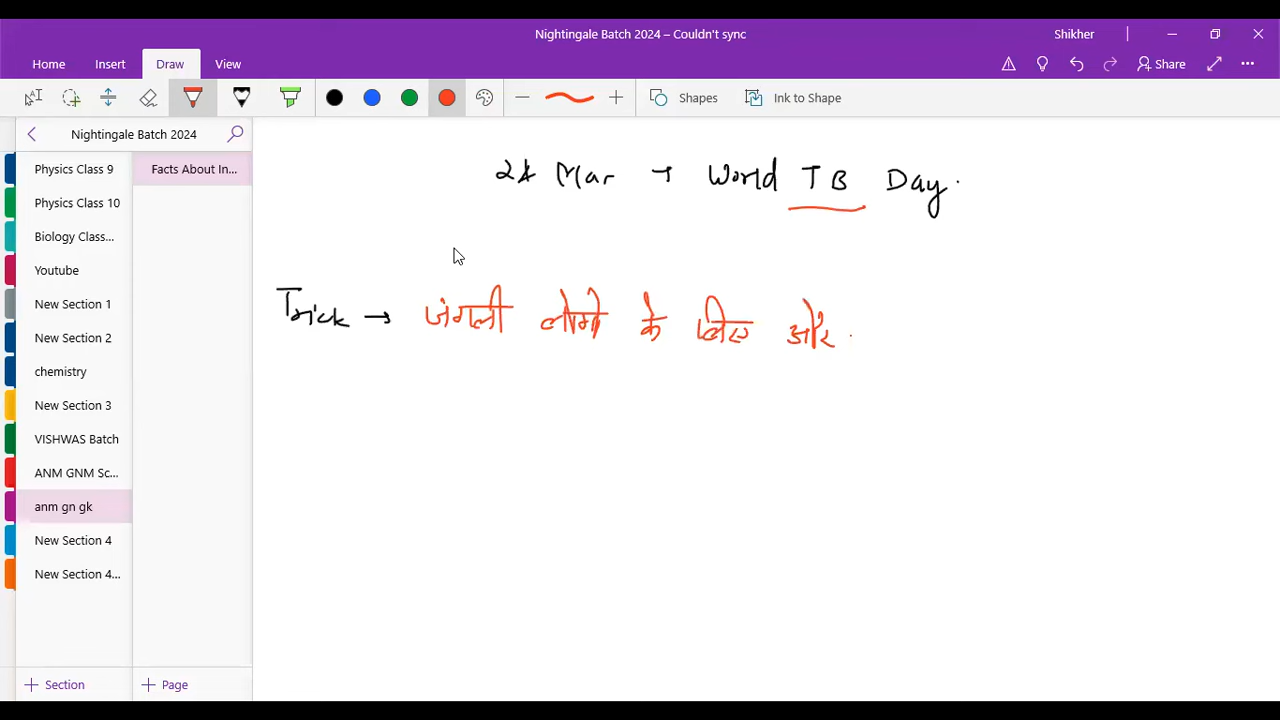 Nightingale Batch 2024 – Couldn't sync
Shikher
Home
Insert
Draw
View
Share
Shapes
Ink to Shape
Nightingale Batch 2024
Physics Class 9
Physics Class 10
Biology Class...
Youtube
New Section 1
New Section 2
chemistry
New Section 3
VISHWAS Batch
ANM GNM Sc...
anm gn gk
New Section 4
New Section 4...
Facts About In...
24 Mar → World TB Day.
Trick → जंगली लोगो के लिए और
Section
Page